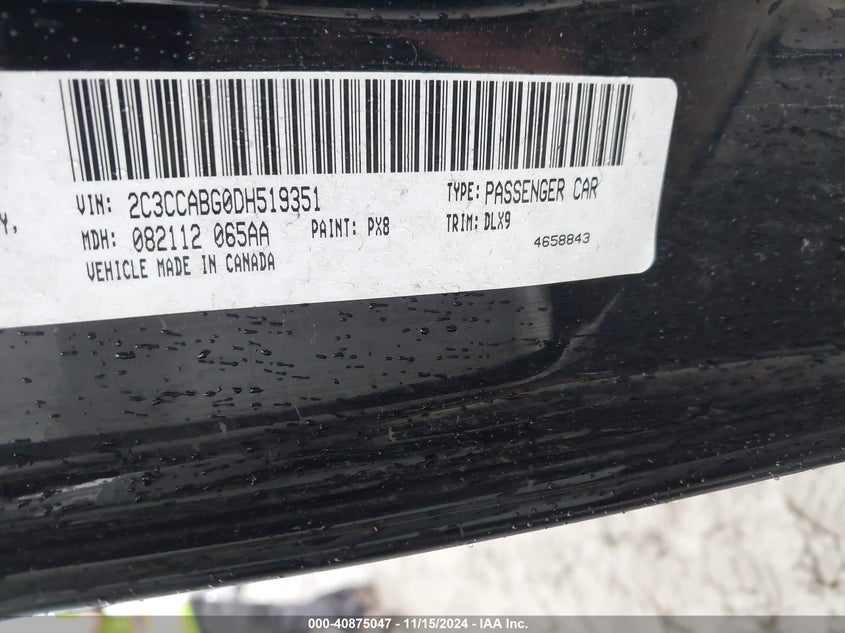 VIN: 2C3CCABG0DH519351 TYPE: PASSENGER CAR
Y,
MDH: 082112 065AA PAINT: PX8 TRIM: DLX9
VEHICLE MADE IN CANADA 4658843
000-40875047 - 11/15/2024 - IAA Inc.